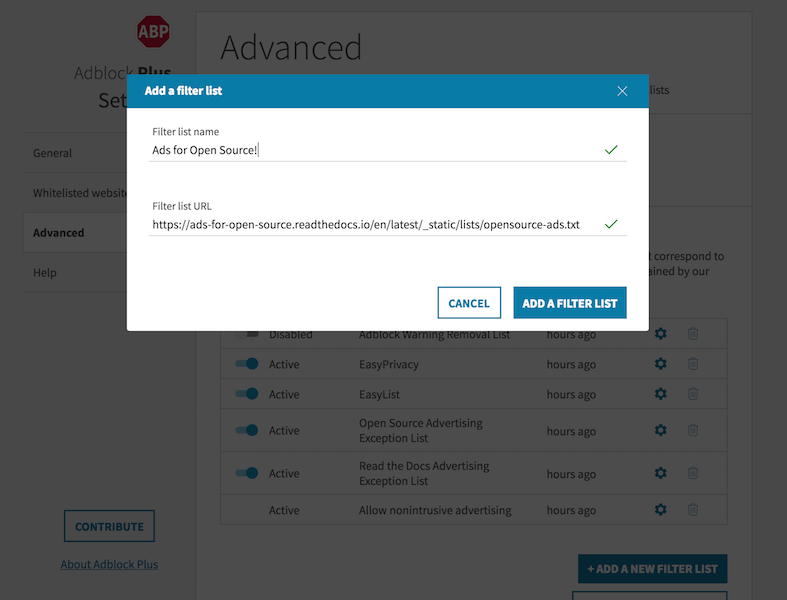 ABP
Advanced
Adblock Plus
Set
lists
Add a filter list
Filter list name
Ads for Open Source!
Filter list URL
https://ads-for-open-source.readthedocs.io/en/latest/_static/lists/opensource-ads.txt
CANCEL
ADD A FILTER LIST
General
Whitelisted website
Advanced
Help
t correspond to
ained by our
Disabled Adblock Warning Removal List hours ago
Active EasyPrivacy hours ago
Active EasyList hours ago
Active Open Source Advertising
Exception List hours ago
Active Read the Docs Advertising
Exception List hours ago
Active Allow nonintrusive advertising hours ago
CONTRIBUTE
About Adblock Plus
+ ADD A NEW FILTER LIST